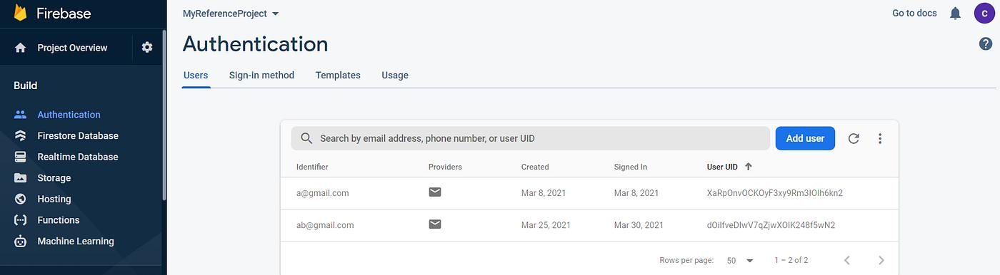 Firebase
Project Overview
Build
Authentication
Firestore Database
Realtime Database
Storage
Hosting
Functions
Machine Learning
MyReferenceProject
Go to docs
C
Authentication
Users Sign-in method Templates Usage
Search by email address, phone number, or user UID
Add user
Identifier Providers Created Signed In User UID
a@gmail.com Mar 8, 2021 Mar 8, 2021 XaRpOnvOCKOyF3xy9Rm3IOIh6kn2
ab@gmail.com Mar 25, 2021 Mar 30, 2021 dOilfveDIwV7qZjwXOIK248f5wN2
Rows per page: 50 1 – 2 of 2